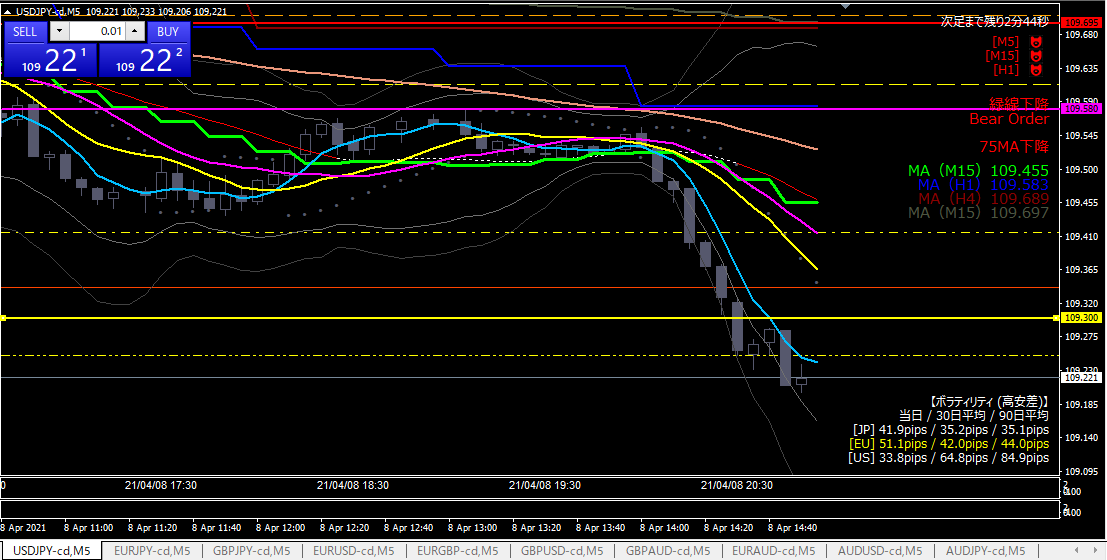 USDJPY-cd,M5 109.221 109.233 109.206 109.221
SELL 0.01 BUY
109 22 1 109 22 2
次足まで残り2分44秒
[M5]
[M15]
[H1]
緑線下降
Bear Order
75MA下降
MA（M15）109.455
MA（H1）109.583
MA（H4）109.689
MA（M15）109.697
【ボラティリティ(高安差)】
当日 / 30日平均 / 90日平均
[JP] 41.9pips / 35.2pips / 35.1pips
[EU] 51.1pips / 42.0pips / 44.0pips
[US] 33.8pips / 64.8pips / 84.9pips
109.695
109.680
109.635
109.590
109.580
109.545
109.500
109.455
109.410
109.365
109.320
109.300
109.275
109.230
109.221
109.185
109.140
109.095
0 21/04/08 17:30 21/04/08 18:30 21/04/08 19:30 21/04/08 20:30
8 Apr 2021 8 Apr 11:00 8 Apr 11:20 8 Apr 11:40 8 Apr 12:00 8 Apr 12:20 8 Apr 12:40 8 Apr 13:00 8 Apr 13:20 8 Apr 13:40 8 Apr 14:00 8 Apr 14:20 8 Apr 14:40
USDJPY-cd,M5 EURJPY-cd,M5 GBPJPY-cd,M5 EURUSD-cd,M5 EURGBP-cd,M5 GBPUSD-cd,M5 GBPAUD-cd,M5 EURAUD-cd,M5 AUDUSD-cd,M5 AUDJPY-cd,M5